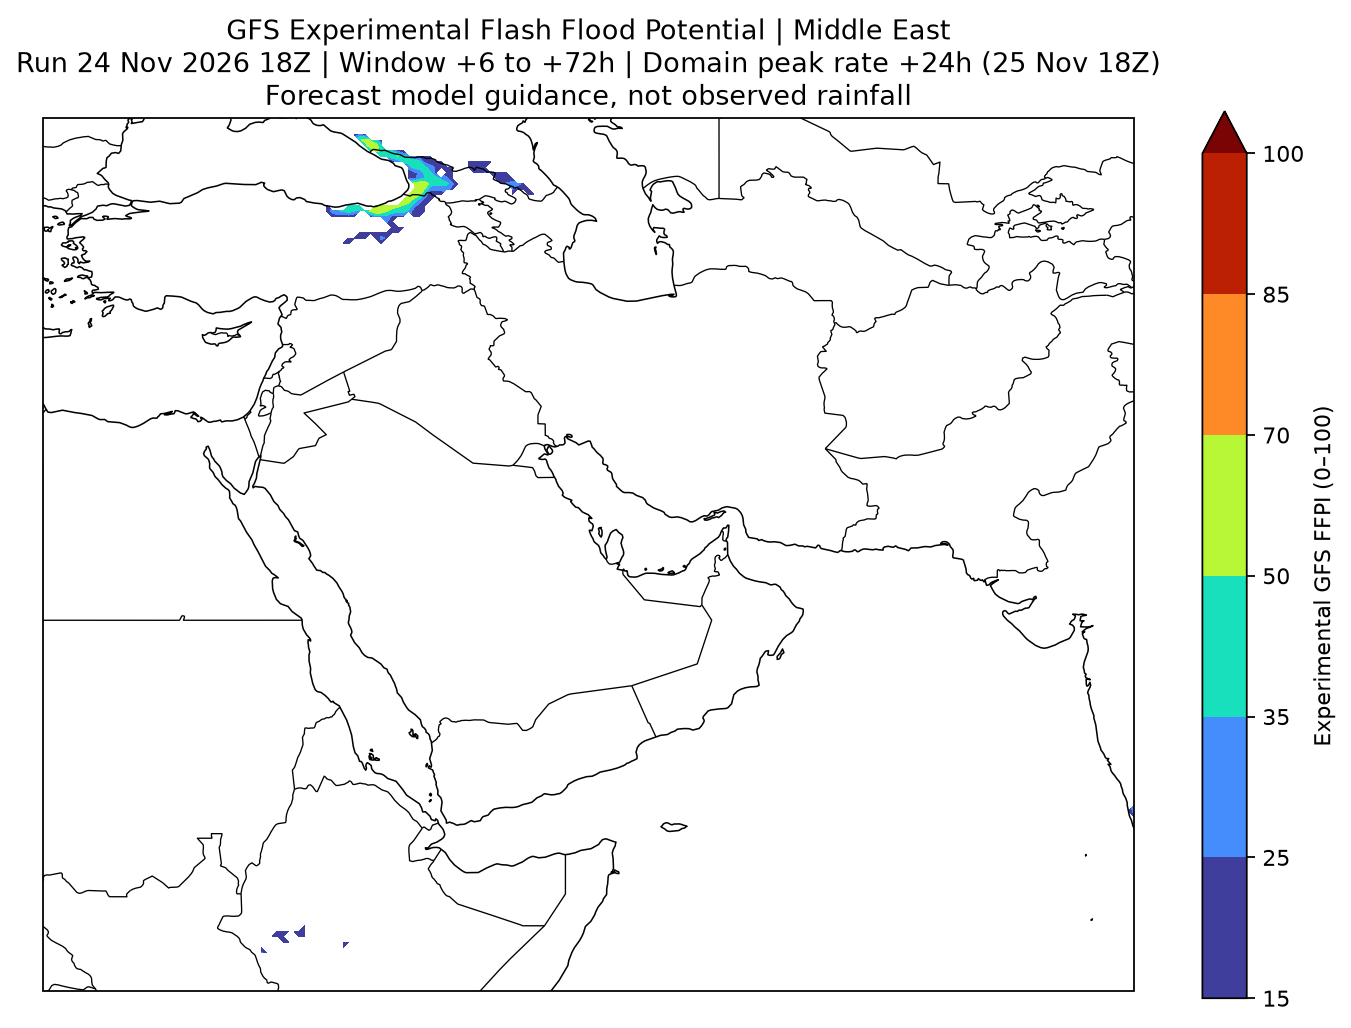 GFS Experimental Flash Flood Potential | Middle East
Run 24 Nov 2026 18Z | Window +6 to +72h | Domain peak rate +24h (25 Nov 18Z)
Forecast model guidance, not observed rainfall
100
85
70
50
35
25
15
Experimental GFS FFPI (0–100)